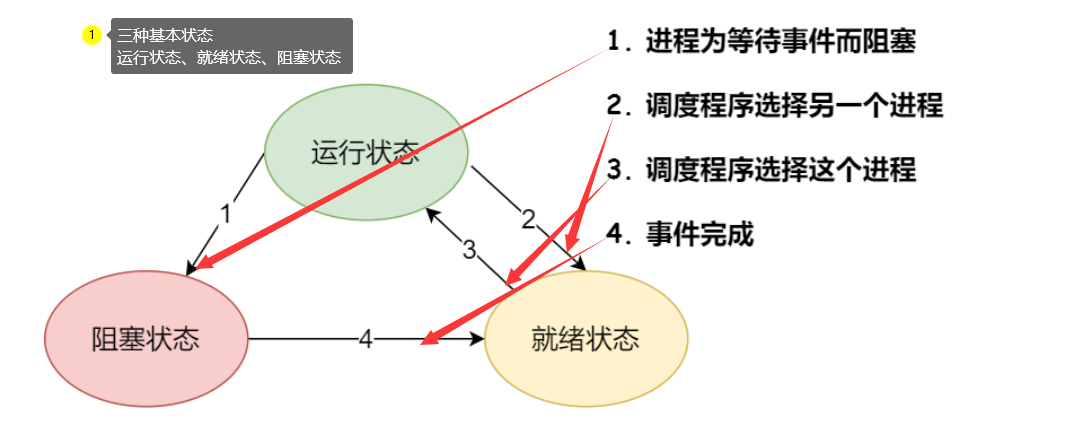 1
三种基本状态
运行状态、就绪状态、阻塞状态
1. 进程为等待事件而阻塞
2. 调度程序选择另一个进程
3. 调度程序选择这个进程
4. 事件完成
运行状态
1
2
3
阻塞状态
4
就绪状态